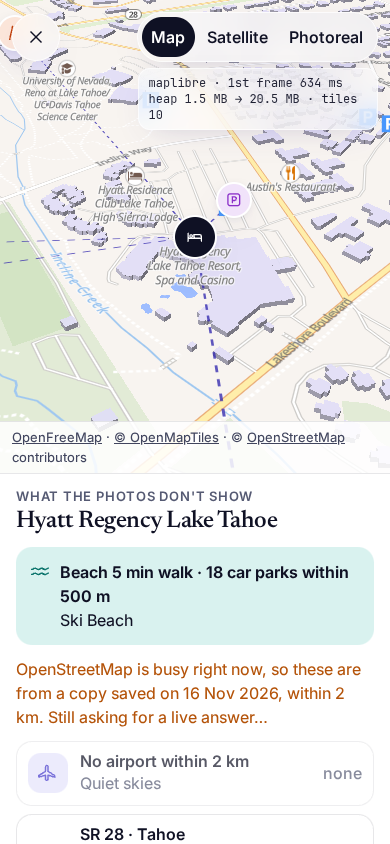 28
Map
Satellite
Photoreal
maplibre · 1st frame 634 ms
heap 1.5 MB → 20.5 MB · tiles
10
University of Nevada,
Reno at Lake Tahoe/
UC Davis Tahoe
Science Center
Incline Way
Hyatt Residence
Club Lake Tahoe,
High Sierra Lodge
Austin's Restaurant
P
Hyatt Regency
Lake Tahoe Resort,
Spa and Casino
Incline Creek
Lakeshore Boulevard
OpenFreeMap · © OpenMapTiles · © OpenStreetMap
contributors
WHAT THE PHOTOS DON'T SHOW
Hyatt Regency Lake Tahoe
Beach 5 min walk · 18 car parks within
500 m
Ski Beach
OpenStreetMap is busy right now, so these are
from a copy saved on 16 Nov 2026, within 2
km. Still asking for a live answer…
No airport within 2 km
Quiet skies
none
SR 28 · Tahoe